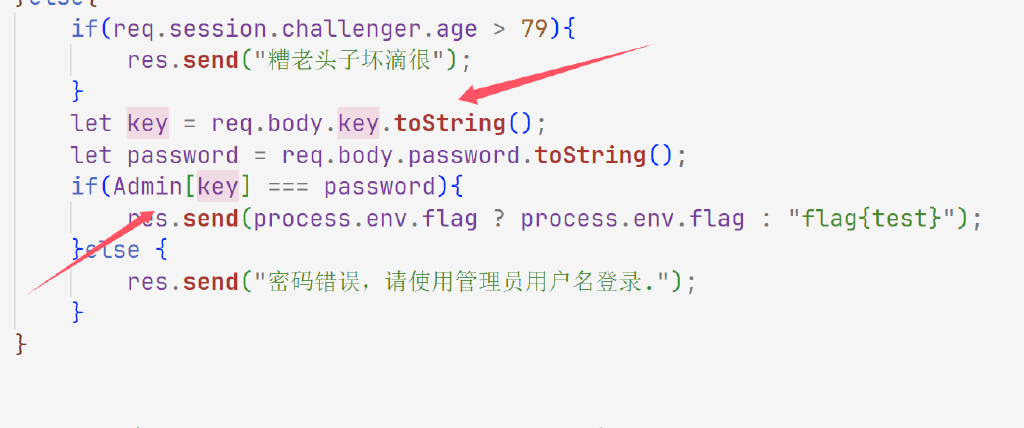 }else{
if(req.session.challenger.age > 79){
res.send("糟老头子坏滴很");
}
let key = req.body.key.toString();
let password = req.body.password.toString();
if(Admin[key] === password){
res.send(process.env.flag ? process.env.flag : "flag{test}");
}else {
res.send("密码错误，请使用管理员用户名登录.");
}
}